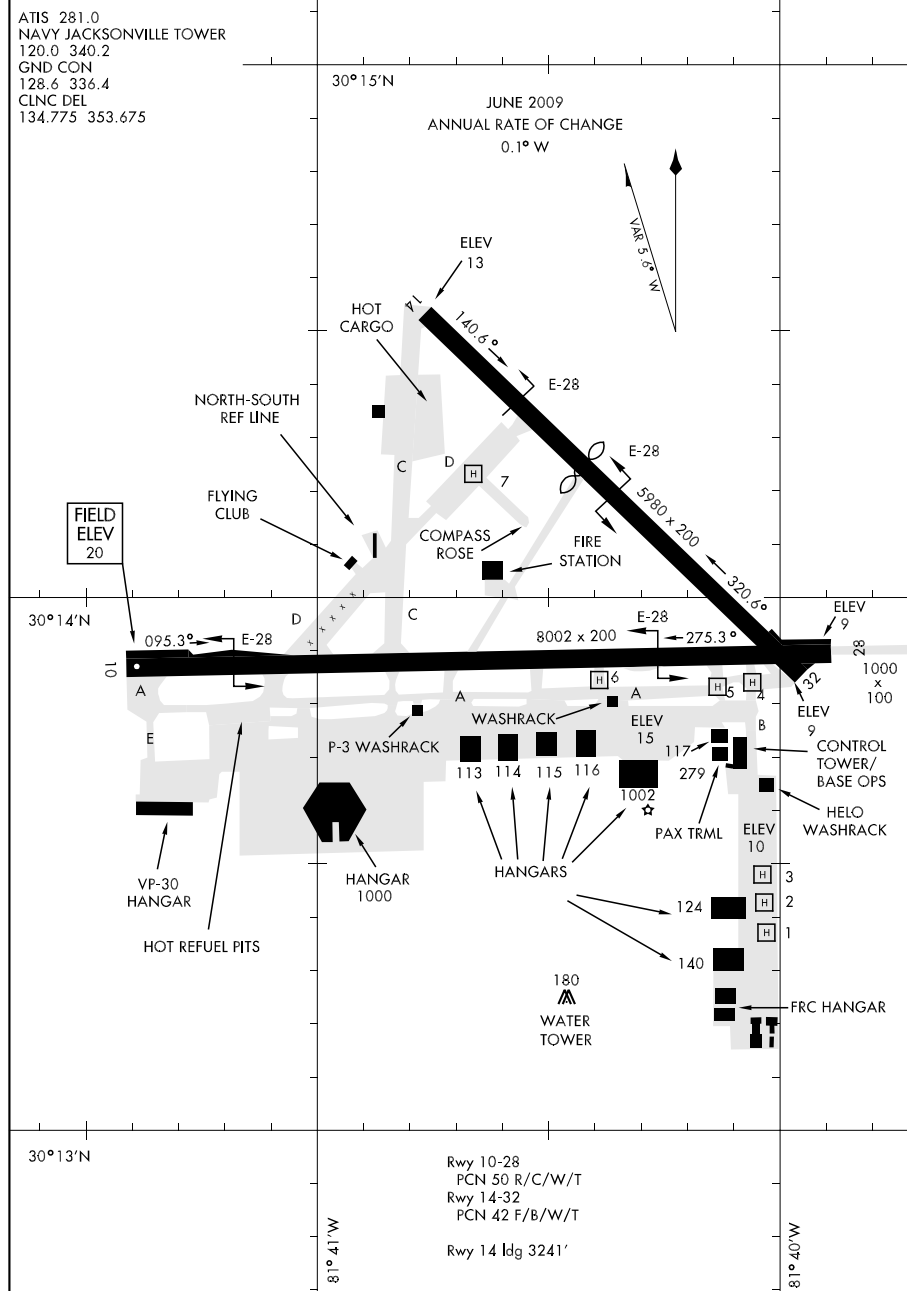 ATIS 281.0
NAVY JACKSONVILLE TOWER
120.0 340.2
GND CON
128.6 336.4
CLNC DEL
134.775 353.675
30°15'N
JUNE 2009
ANNUAL RATE OF CHANGE
0.1° W
VAR 5.6° W
ELEV
13
14
HOT
CARGO
140.6°
E-28
NORTH-SOUTH
REF LINE
C
D
H
7
E-28
FLYING
CLUB
5980 x 200
FIELD
ELEV
20
COMPASS
ROSE
FIRE
STATION
320.6°
30°14'N
D
x x x x x
C
ELEV
9
095.3°
E-28
8002 x 200
E-28
275.3°
10
28
1000
x
100
32
ELEV
9
A
A
A
H
6
H
5
H
4
B
E
P-3 WASHRACK
WASHRACK
ELEV
15
117
279
CONTROL
TOWER/
BASE OPS
113
114
115
116
1002
PAX TRML
HELO
WASHRACK
ELEV
10
VP-30
HANGAR
HANGAR
1000
HANGARS
H
3
124
H
2
H
1
HOT REFUEL PITS
140
180
WATER
TOWER
FRC HANGAR
30°13'N
Rwy 10-28
PCN 50 R/C/W/T
Rwy 14-32
PCN 42 F/B/W/T
Rwy 14 ldg 3241'
81° 41'W
81° 40'W